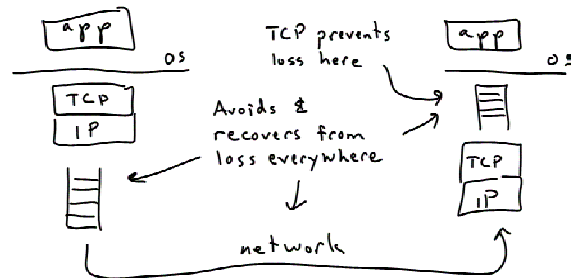 app
OS
TCP
IP
TCP prevents
loss here
Avoids &
recovers from
loss everywhere
network
app
OS
TCP
IP